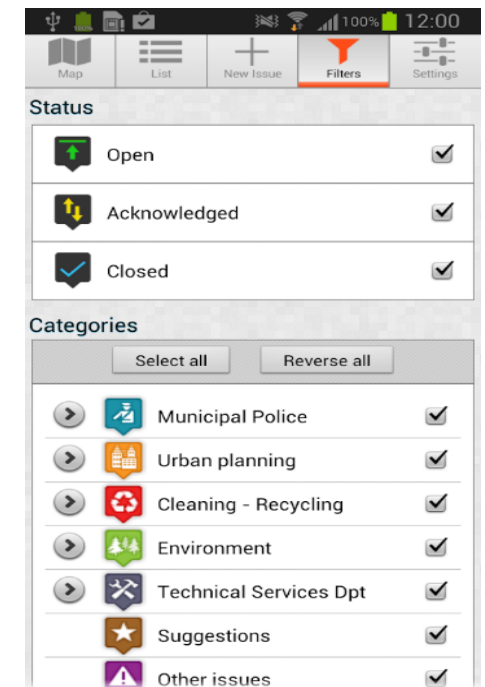 100% 12:00
Map List New Issue Filters Settings
Status
Open
Acknowledged
Closed
Categories
Select all Reverse all
Municipal Police
Urban planning
Cleaning - Recycling
Environment
Technical Services Dpt
Suggestions
Other issues